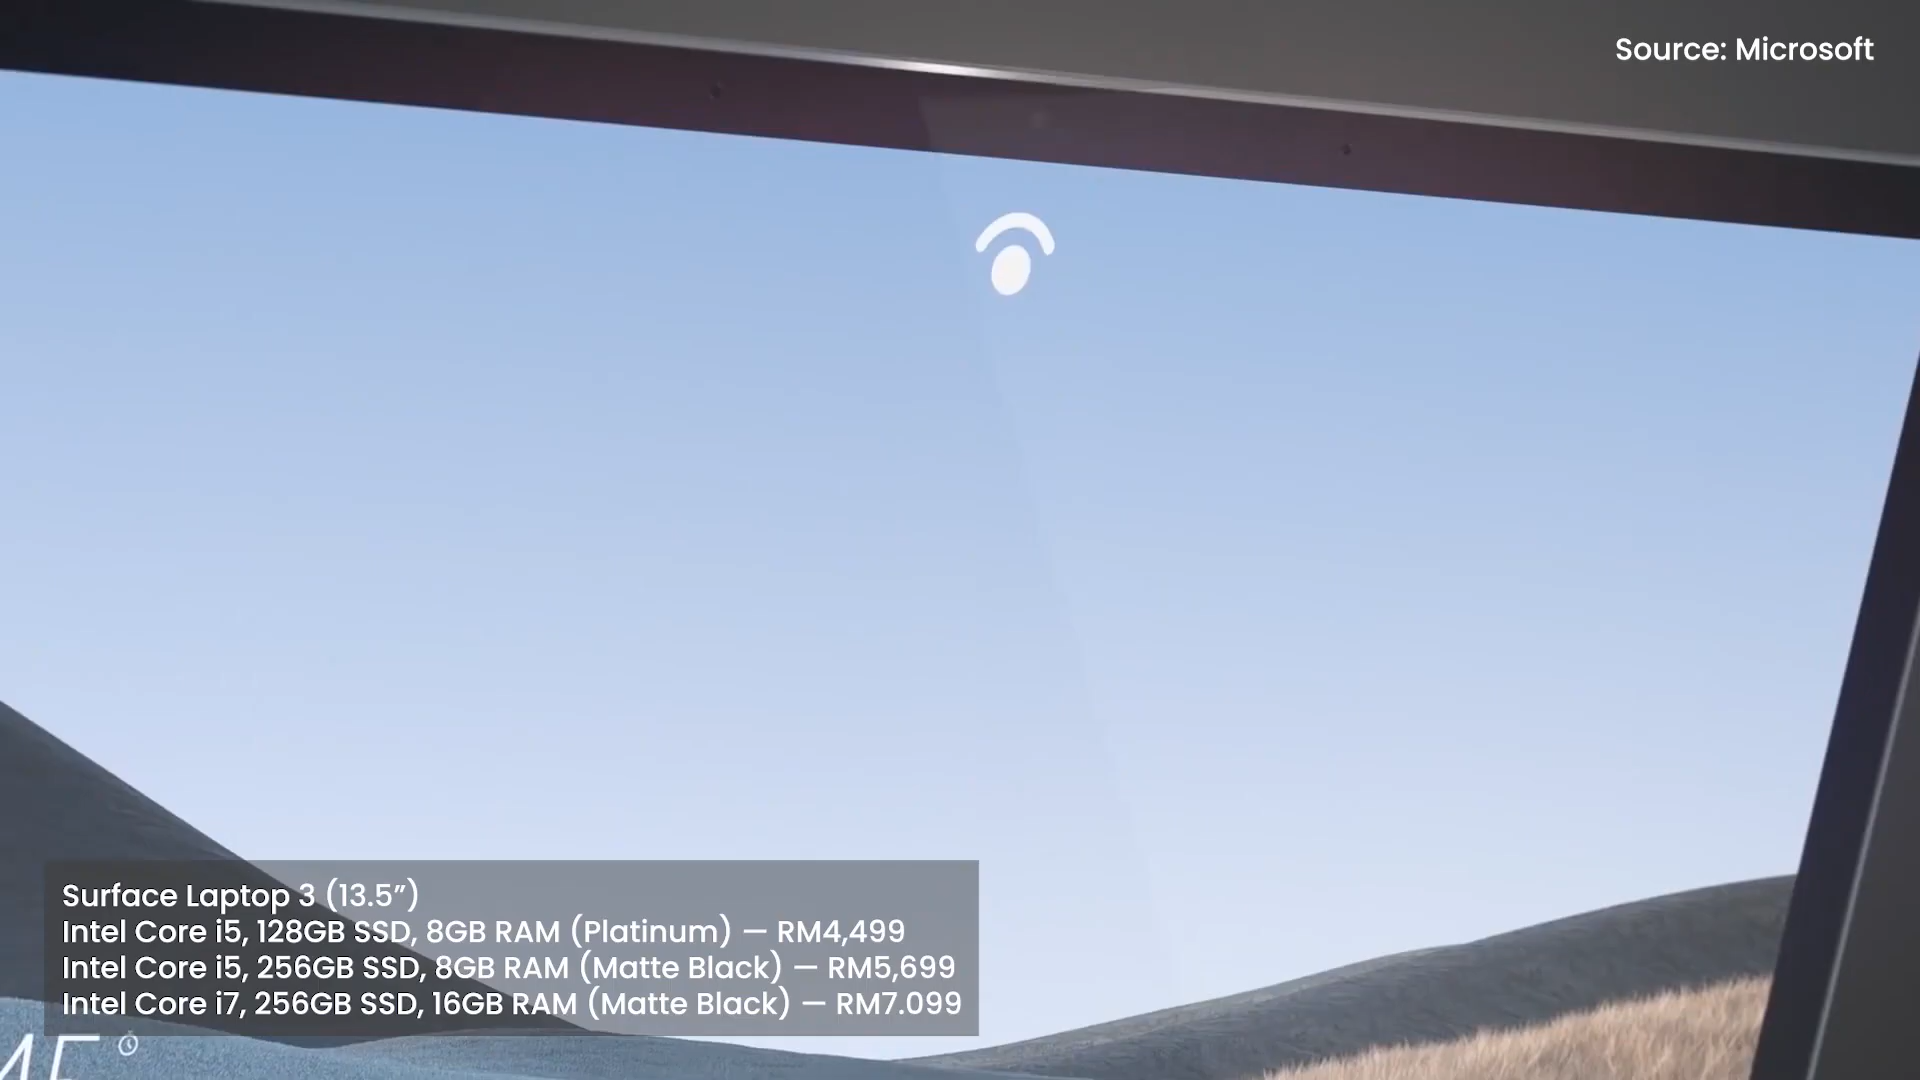 Source: Microsoft
Surface Laptop 3 (13.5”)
Intel Core i5, 128GB SSD, 8GB RAM (Platinum) — RM4,499
Intel Core i5, 256GB SSD, 8GB RAM (Matte Black) — RM5,699
Intel Core i7, 256GB SSD, 16GB RAM (Matte Black) — RM7.099